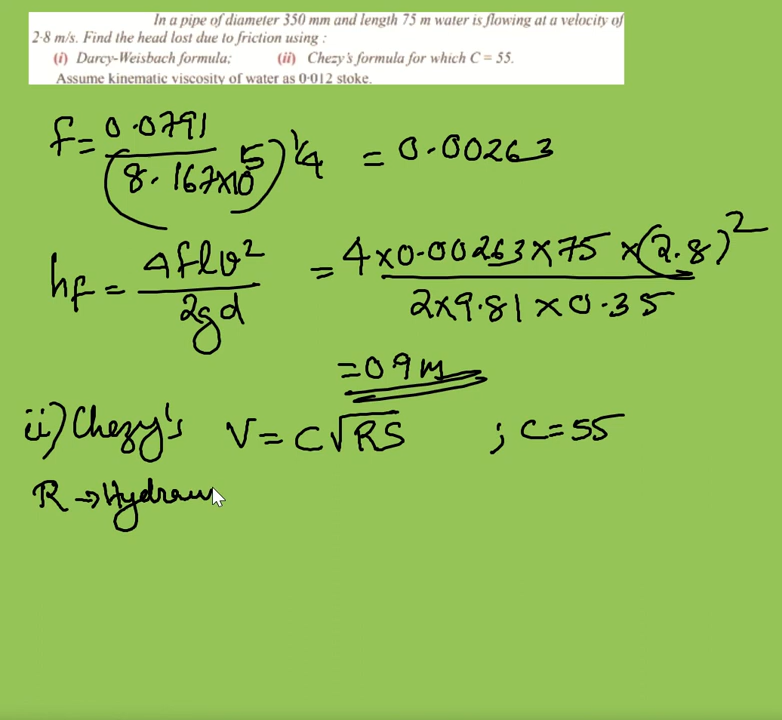 In a pipe of diameter 350 mm and length 75 m water is flowing at a velocity of
2·8 m/s. Find the head lost due to friction using :
(i) Darcy-Weisbach formula; (ii) Chezy's formula for which C = 55.
Assume kinematic viscosity of water as 0·012 stoke.
f = 0.0791 / (8.167×10^5)^1/4 = 0.00263
hf = 4flv^2 / 2gd = 4×0.00263×75×(2.8)^2 / 2×9.81×0.35
= 0 9 m
ii) Chezy's V = C√RS ; C = 55
R → Hydrau